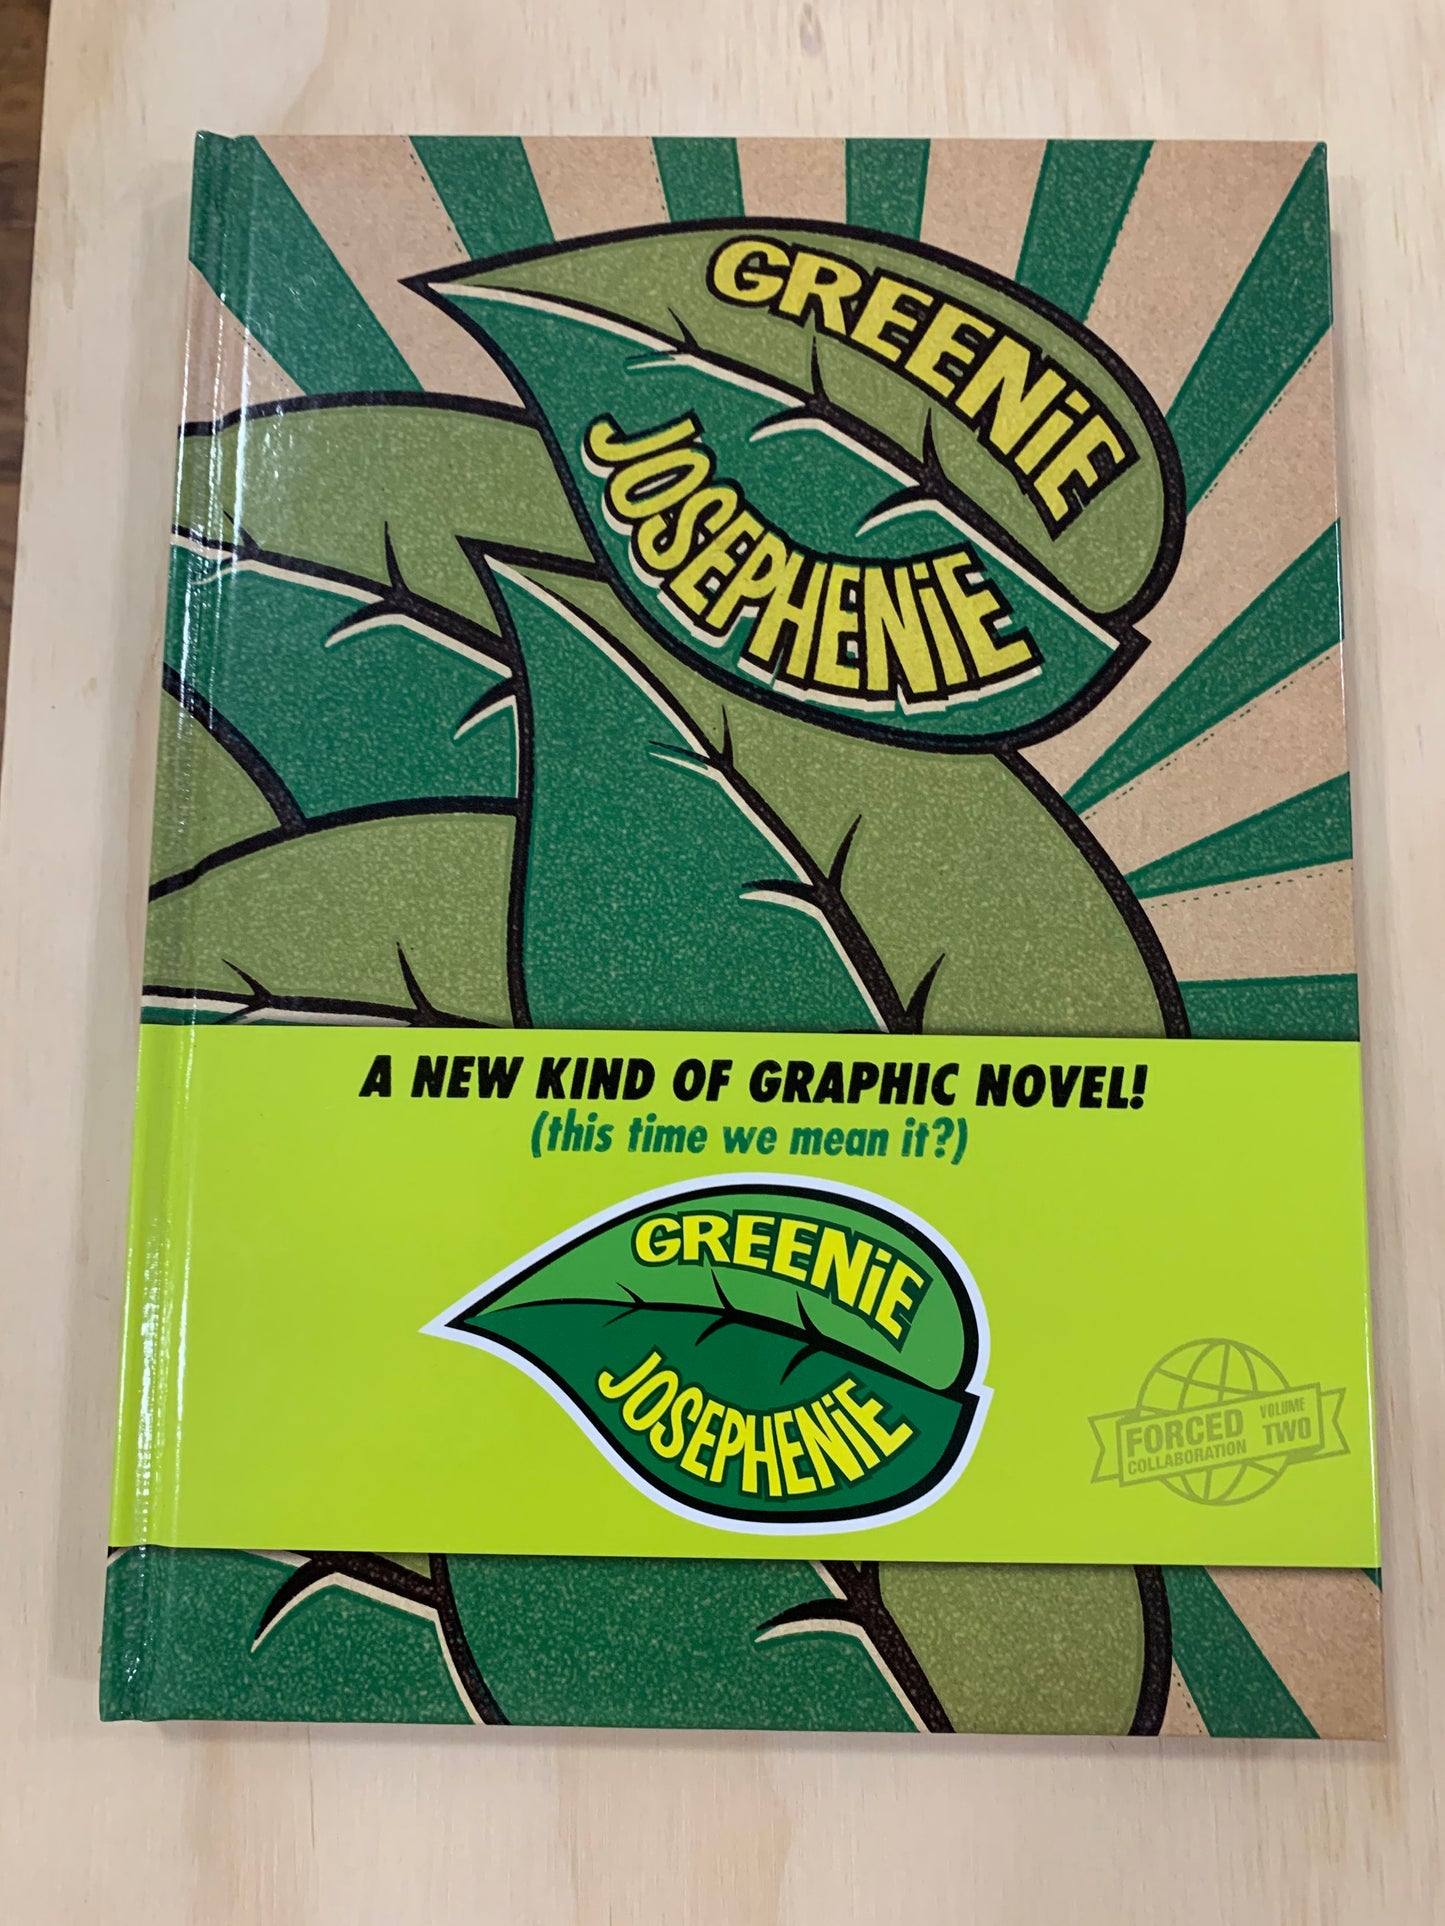 GREENiE
JOSEPHENiE
A NEW KIND OF GRAPHIC NOVEL!
(this time we mean it?)
GREENiE
JOSEPHENiE
FORCED
COLLABORATION
VOLUME
TWO